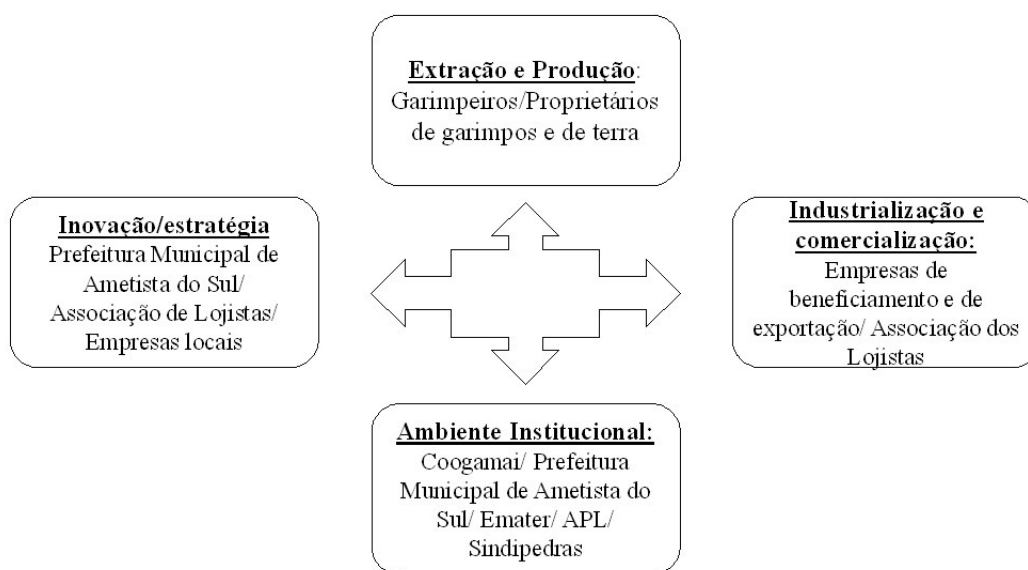 Extração e Produção:
Garimpeiros/Proprietários
de garimpos e de terra
Inovação/estratégia
Prefeitura Municipal de
Ametista do Sul/
Associação de Lojistas/
Empresas locais
Industrialização e
comercialização:
Empresas de
beneficiamento e de
exportação/ Associação dos
Lojistas
Ambiente Institucional:
Coogamai/ Prefeitura
Municipal de Ametista do
Sul/ Emater/ APL/
Sindipedras